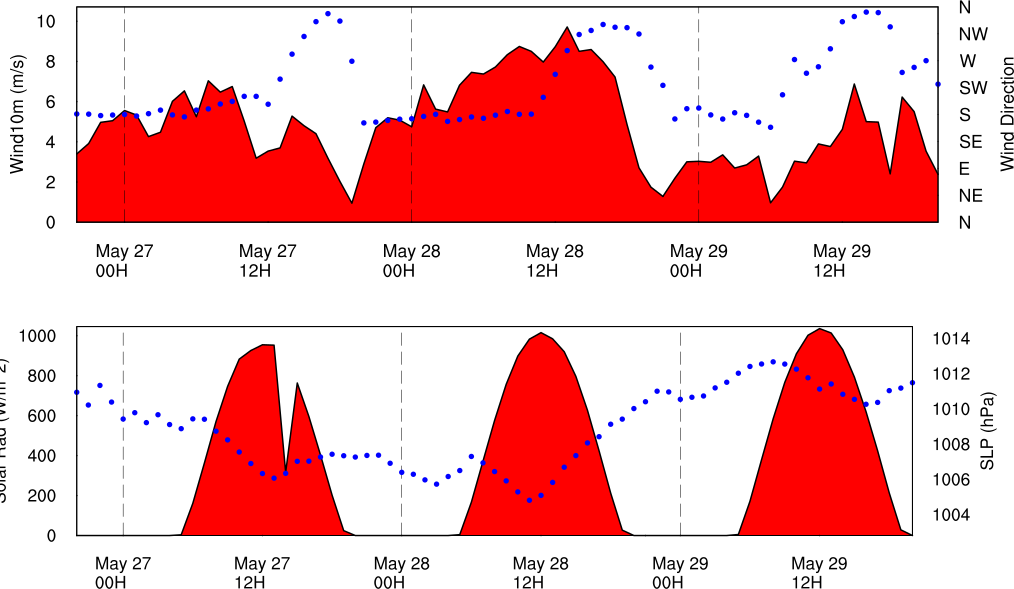 10
8
6
4
2
0
Wind10m (m/s)
N
NW
W
SW
S
SE
E
NE
N
Wind Direction
May 27 May 27 May 28 May 28 May 29 May 29
00H 12H 00H 12H 00H 12H
1000
800
600
400
200
0
Solar Rad (W/m^2)
1014
1012
1010
1008
1006
1004
SLP (hPa)
May 27 May 27 May 28 May 28 May 29 May 29
00H 12H 00H 12H 00H 12H